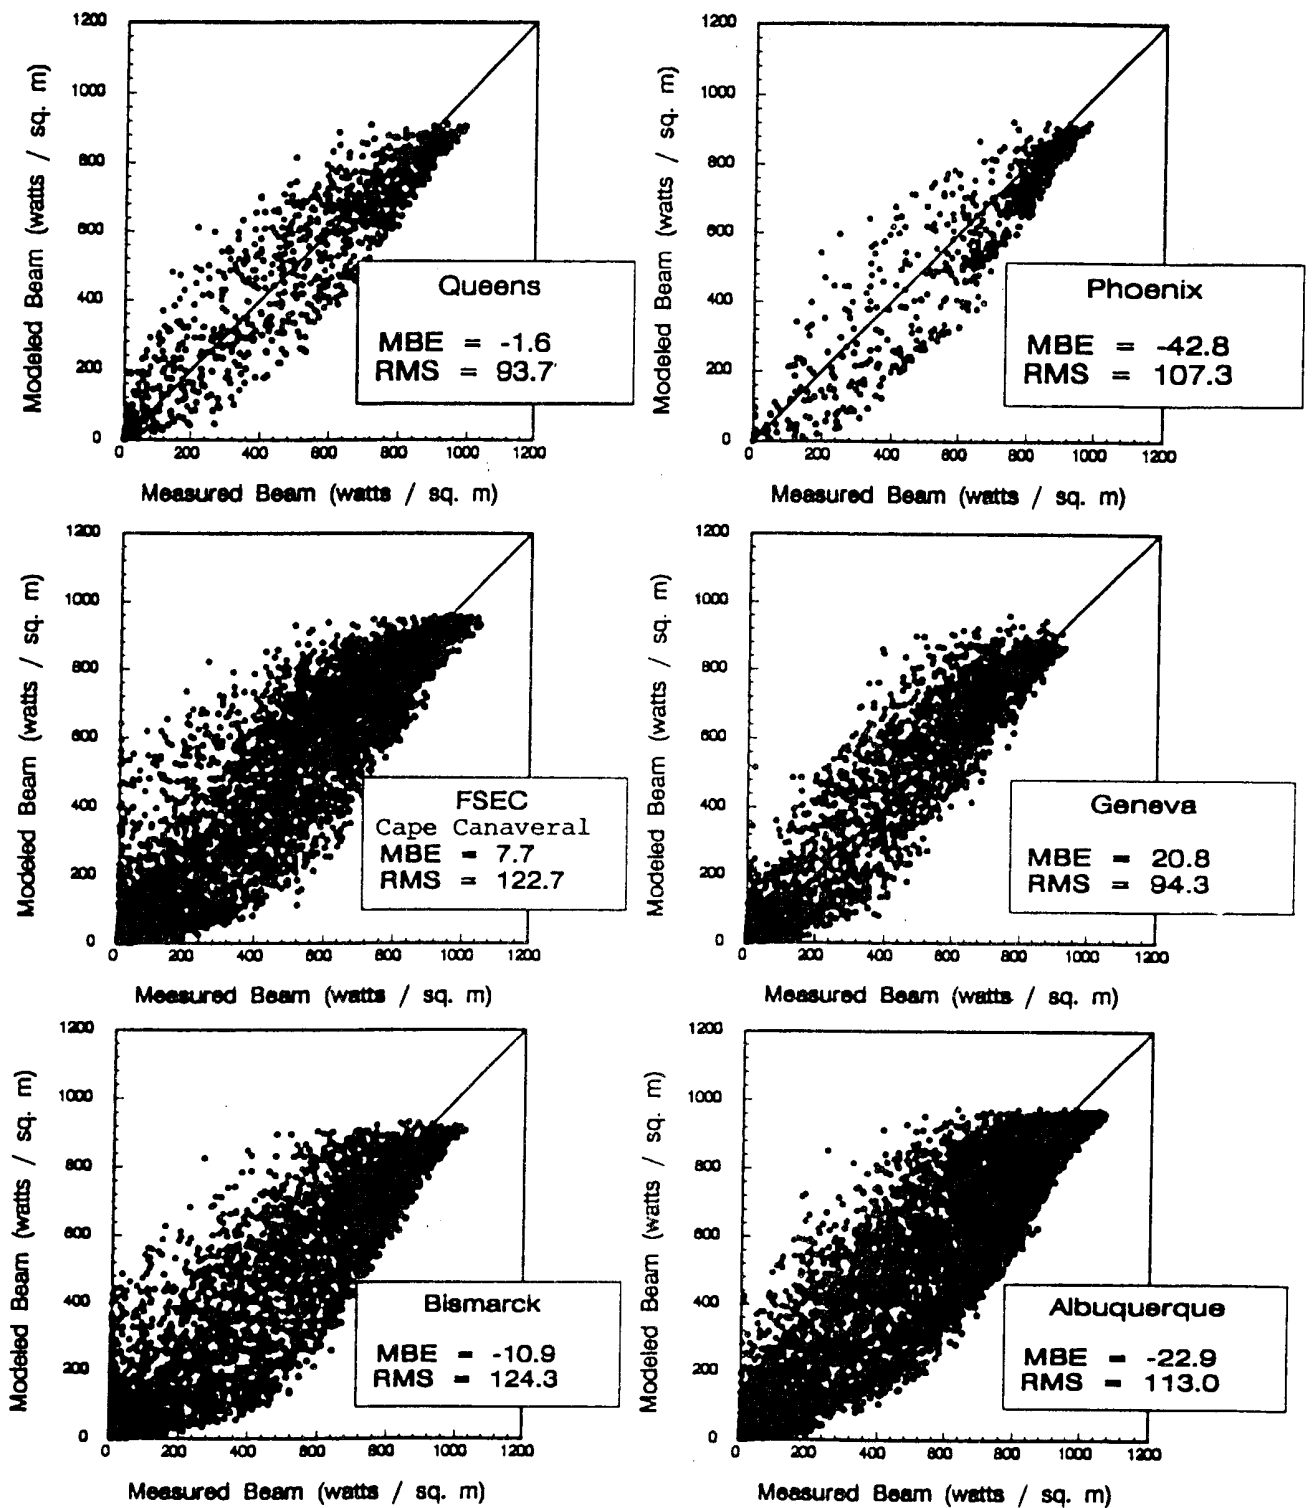 1200
1000
800
600
400
200
0
Modeled Beam (watts / sq. m)
0 200 400 600 800 1000 1200
Measured Beam (watts / sq. m)
Queens
MBE = -1.6
RMS = 93.7
1200
1000
800
600
400
200
0
Modeled Beam (watts / sq. m)
0 200 400 600 800 1000 1200
Measured Beam (watts / sq. m)
Phoenix
MBE = -42.8
RMS = 107.3
1200
1000
800
600
400
200
0
Modeled Beam (watts / sq. m)
0 200 400 600 800 1000 1200
Measured Beam (watts / sq. m)
FSEC
Cape Canaveral
MBE = 7.7
RMS = 122.7
1200
1000
800
600
400
200
0
Modeled Beam (watts / sq. m)
0 200 400 600 800 1000 1200
Measured Beam (watts / sq. m)
Geneva
MBE = 20.8
RMS = 94.3
1200
1000
800
600
400
200
0
Modeled Beam (watts / sq. m)
0 200 400 600 800 1000 1200
Measured Beam (watts / sq. m)
Bismarck
MBE = -10.9
RMS = 124.3
1200
1000
800
600
400
200
0
Modeled Beam (watts / sq. m)
0 200 400 600 800 1000 1200
Measured Beam (watts / sq. m)
Albuquerque
MBE = -22.9
RMS = 113.0